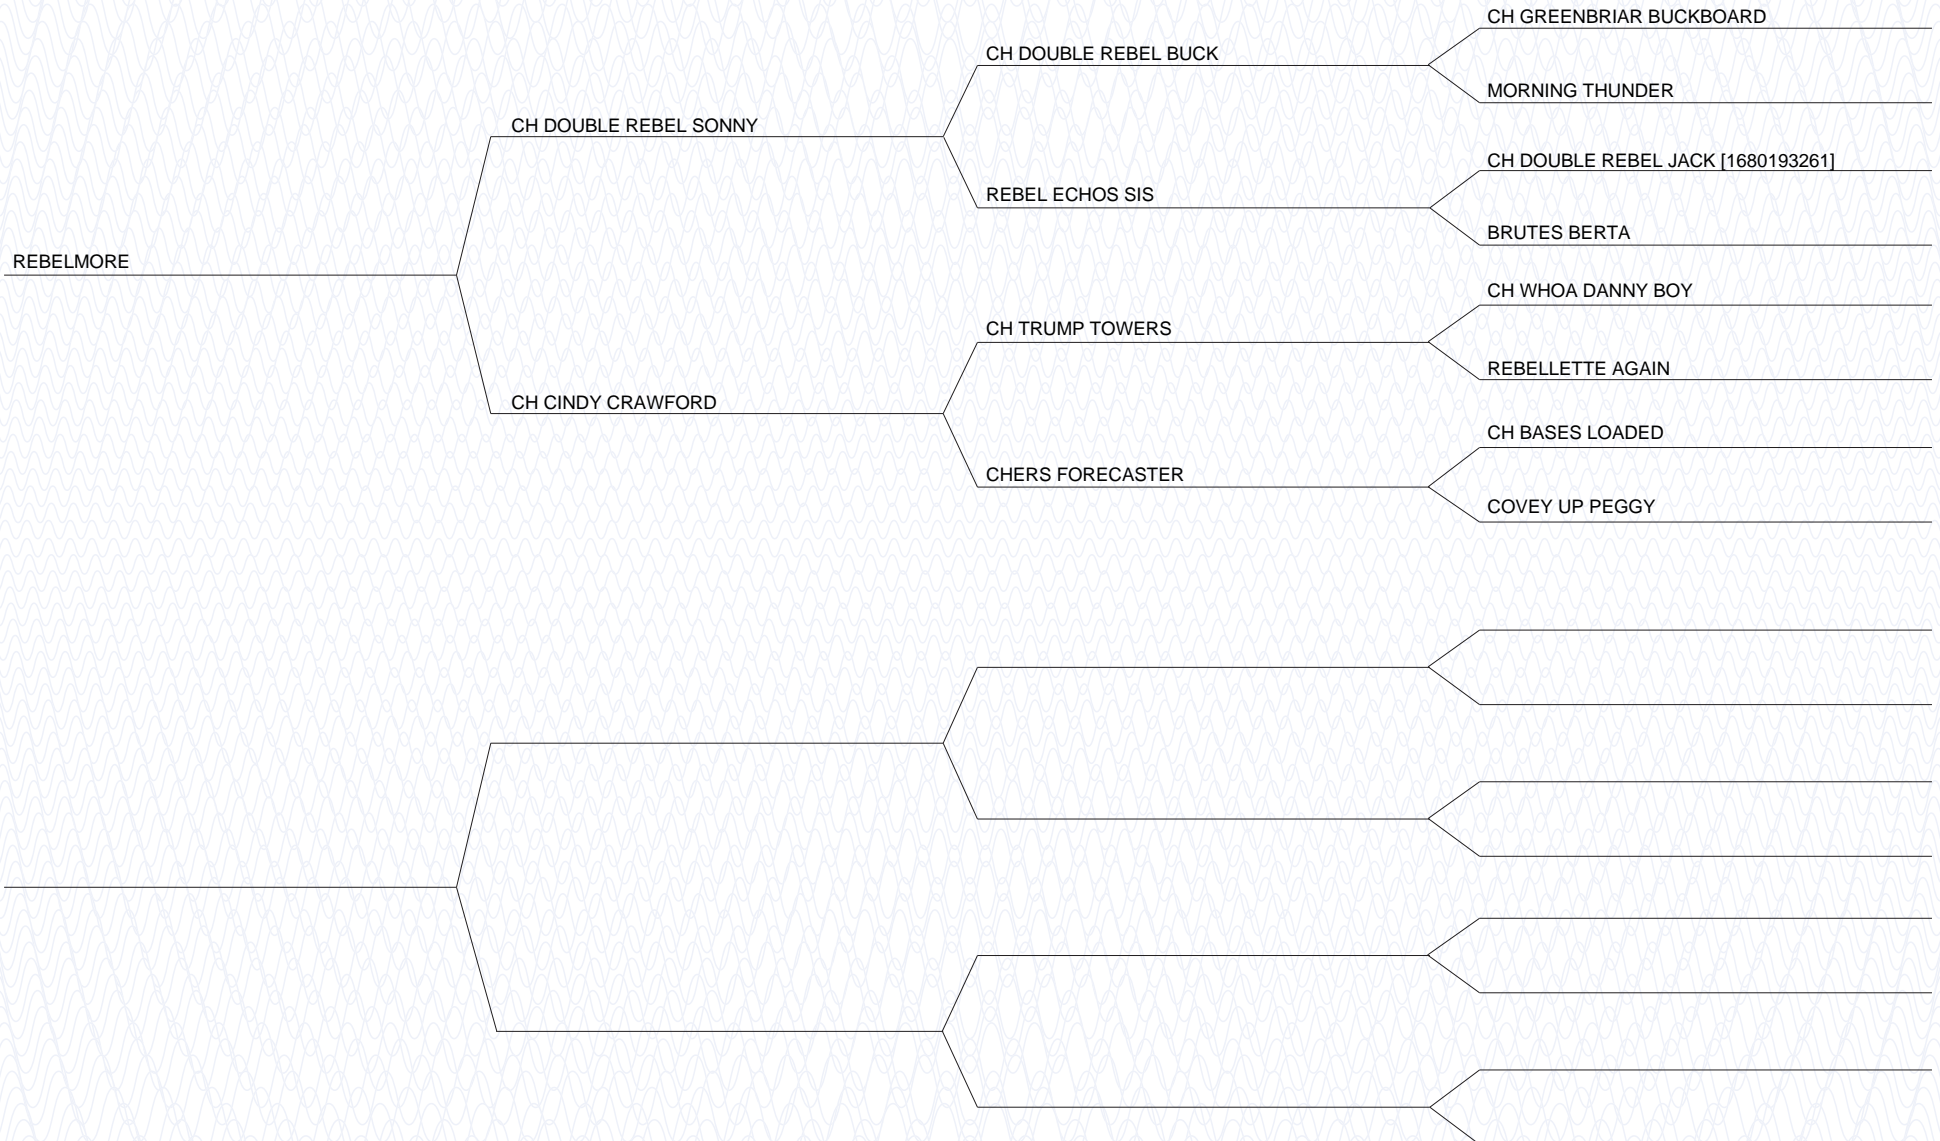 CH GREENBRIAR BUCKBOARD
CH DOUBLE REBEL BUCK
MORNING THUNDER
CH DOUBLE REBEL SONNY
CH DOUBLE REBEL JACK [1680193261]
REBEL ECHOS SIS
BRUTES BERTA
REBELMORE
CH WHOA DANNY BOY
CH TRUMP TOWERS
REBELLETTE AGAIN
CH CINDY CRAWFORD
CH BASES LOADED
CHERS FORECASTER
COVEY UP PEGGY